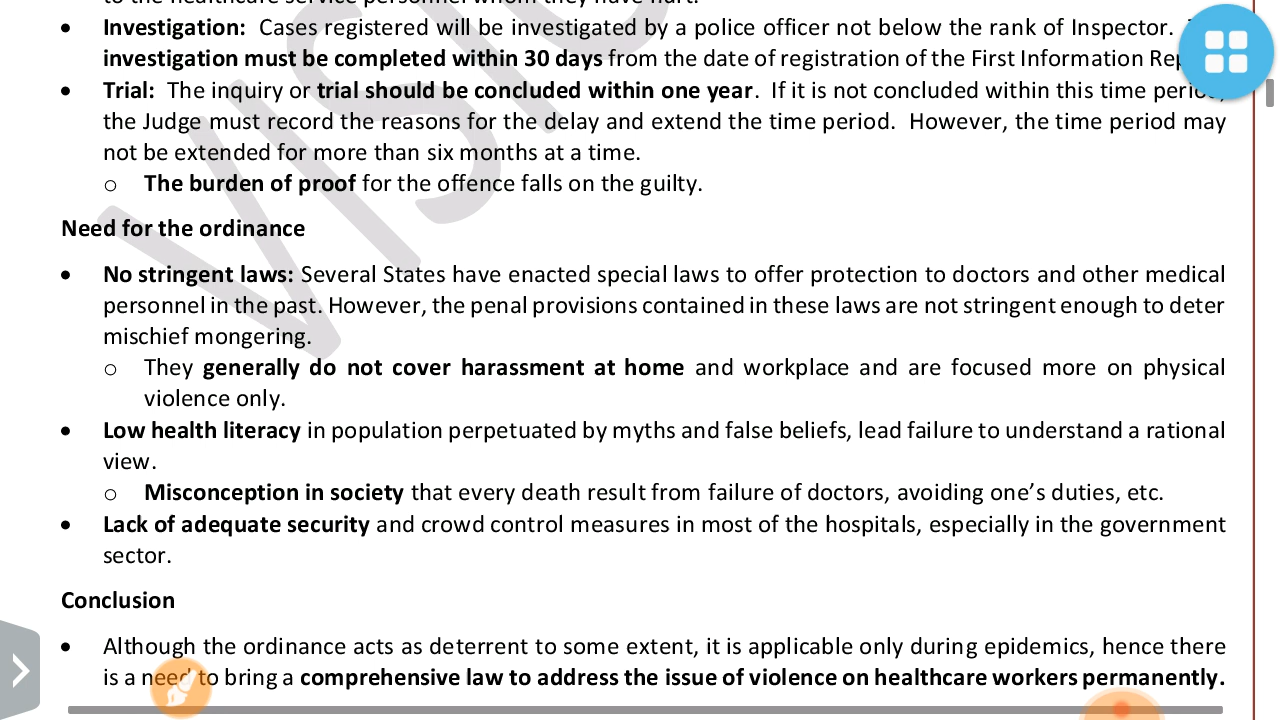 to the healthcare service personnel whom they have hurt.
• Investigation: Cases registered will be investigated by a police officer not below the rank of Inspector.
investigation must be completed within 30 days from the date of registration of the First Information
• Trial: The inquiry or trial should be concluded within one year. If it is not concluded within this time period,
the Judge must record the reasons for the delay and extend the time period. However, the time period may
not be extended for more than six months at a time.
o The burden of proof for the offence falls on the guilty.
Need for the ordinance
• No stringent laws: Several States have enacted special laws to offer protection to doctors and other medical
personnel in the past. However, the penal provisions contained in these laws are not stringent enough to deter
mischief mongering.
o They generally do not cover harassment at home and workplace and are focused more on physical
violence only.
• Low health literacy in population perpetuated by myths and false beliefs, lead failure to understand a rational
view.
o Misconception in society that every death result from failure of doctors, avoiding one’s duties, etc.
• Lack of adequate security and crowd control measures in most of the hospitals, especially in the government
sector.
Conclusion
• Although the ordinance acts as deterrent to some extent, it is applicable only during epidemics, hence there
is a need to bring a comprehensive law to address the issue of violence on healthcare workers permanently.